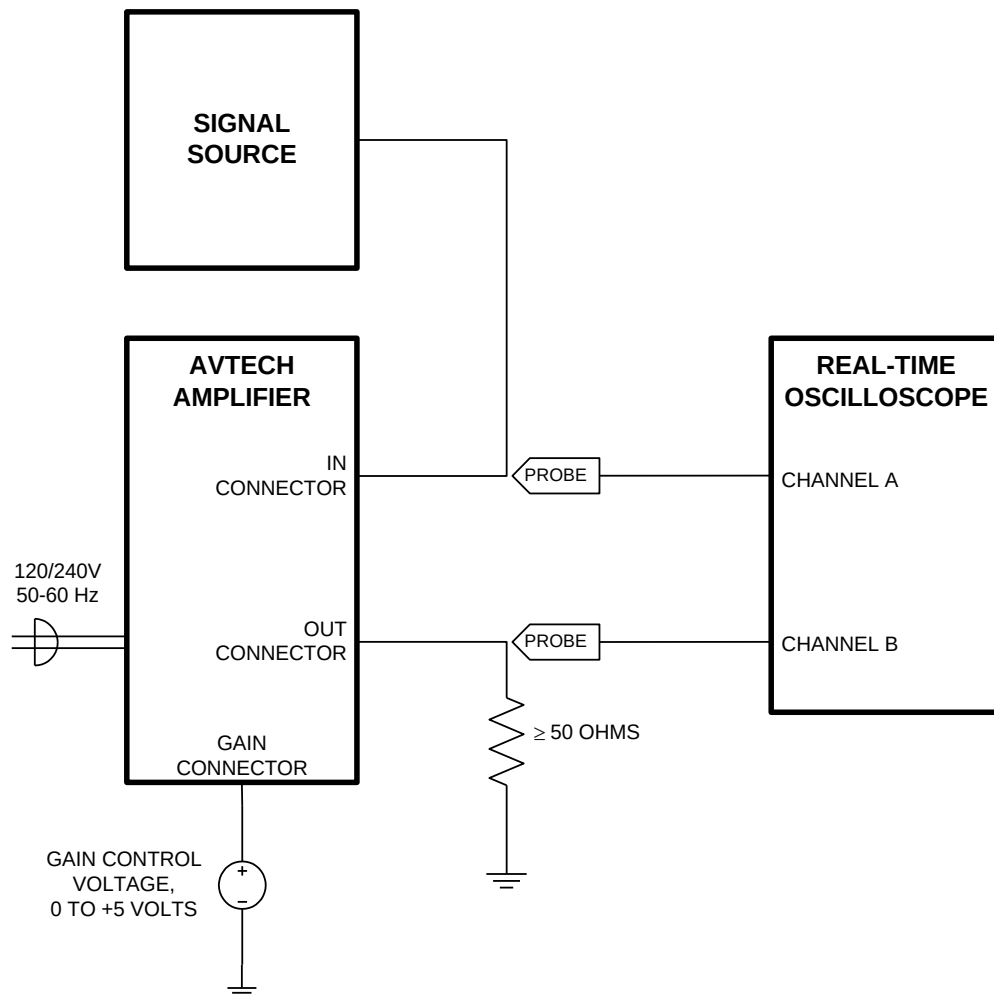 SIGNAL
SOURCE
AVTECH
AMPLIFIER
REAL-TIME
OSCILLOSCOPE
IN
CONNECTOR
PROBE
CHANNEL A
120/240V
50-60 Hz
OUT
CONNECTOR
PROBE
CHANNEL B
≥ 50 OHMS
GAIN
CONNECTOR
GAIN CONTROL
VOLTAGE,
0 TO +5 VOLTS
+
−